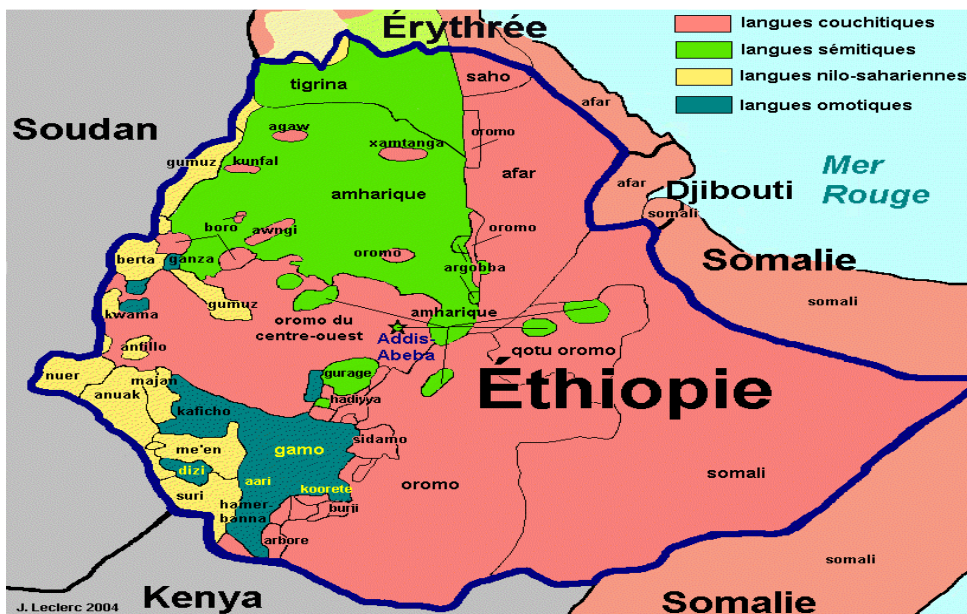 Érythrée
langues couchitiques
langues sémitiques
langues nilo-sahariennes
langues omotiques
tigrina
saho
afar
Soudan
agaw
oromo
xamtanga
gumuz
kunfal
amharique
afar
afar
Djibouti
Mer
Rouge
somali
boro
awngi
oromo
oromo
berta
ganza
argobba
Somalie
somali
kwama
gumuz
oromo du
centre-ouest
amharique
Addis-
Abeba
qotu oromo
anfillo
nuer
majan
anuak
gurage
hadiyya
Éthiopie
kaficho
sidamo
me'en
gamo
dizi
aari
koorete
oromo
somali
suri
hamer-
banna
burji
arbore
somali
Kenya
Somalie
J. Leclerc 2004